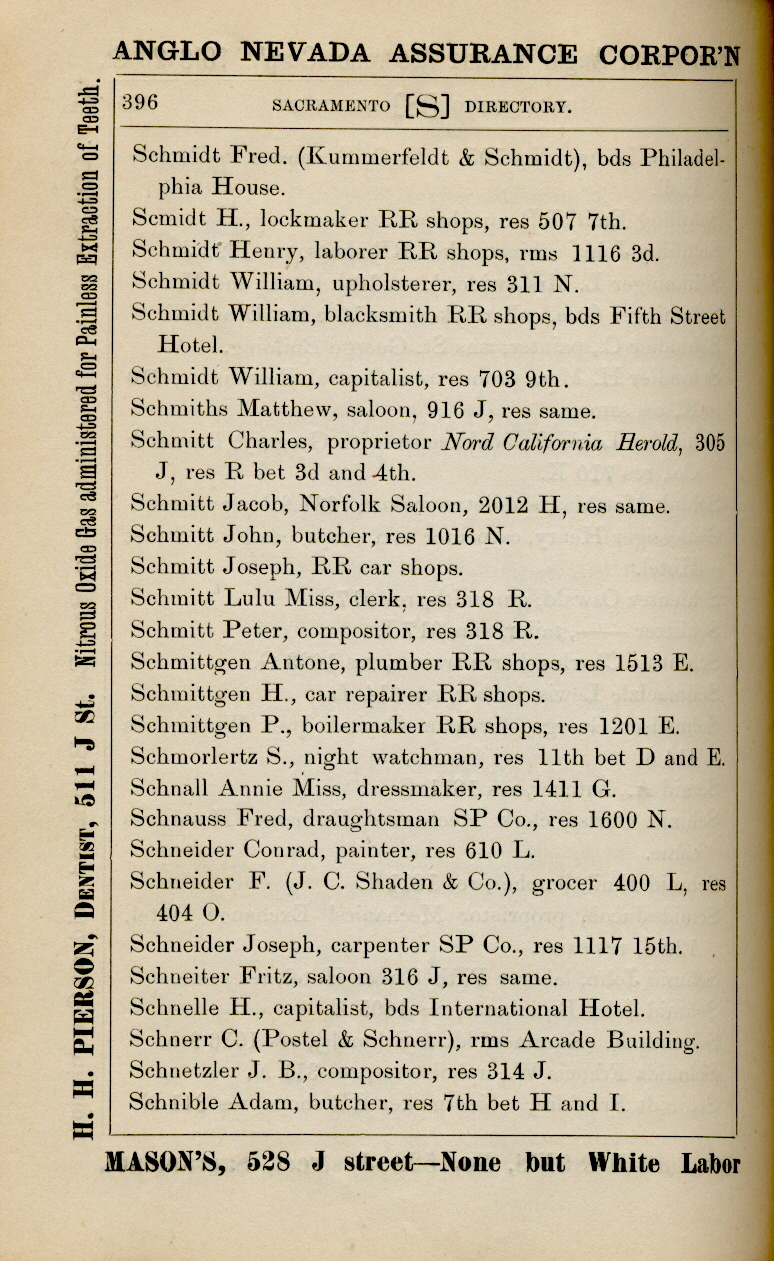 ANGLO NEVADA ASSURANCE CORPOR'N
396 SACRAMENTO [S] DIRECTORY.
Schmidt Fred. (Kummerfeldt & Schmidt), bds Philadel-
phia House.
Scmidt H., lockmaker RR shops, res 507 7th.
Schmidt Henry, laborer RR shops, rms 1116 3d.
Schmidt William, upholsterer, res 311 N.
Schmidt William, blacksmith RR shops, bds Fifth Street
Hotel.
Schmidt William, capitalist, res 703 9th.
Schmiths Matthew, saloon, 916 J, res same.
Schmitt Charles, proprietor Nord California Herold, 305
J, res R bet 3d and 4th.
Schmitt Jacob, Norfolk Saloon, 2012 H, res same.
Schmitt John, butcher, res 1016 N.
Schmitt Joseph, RR car shops.
Schmitt Lulu Miss, clerk, res 318 R.
Schmitt Peter, compositor, res 318 R.
Schmittgen Antone, plumber RR shops, res 1513 E.
Schmittgen H., car repairer RR shops.
Schmittgen P., boilermaker RR shops, res 1201 E.
Schmorlertz S., night watchman, res 11th bet D and E.
Schnall Annie Miss, dressmaker, res 1411 G.
Schnauss Fred, draughtsman SP Co., res 1600 N.
Schneider Conrad, painter, res 610 L.
Schneider F. (J. C. Shaden & Co.), grocer 400 L, res
404 O.
Schneider Joseph, carpenter SP Co., res 1117 15th.
Schneiter Fritz, saloon 316 J, res same.
Schnelle H., capitalist, bds International Hotel.
Schnerr C. (Postel & Schnerr), rms Arcade Building.
Schnetzler J. B., compositor, res 314 J.
Schnible Adam, butcher, res 7th bet H and I.
MASON'S, 528 J street—None but White Labor
H. H. PIERSON, DENTIST, 511 J St. Nitrous Oxide Gas administered for Painless Extraction of Teeth.